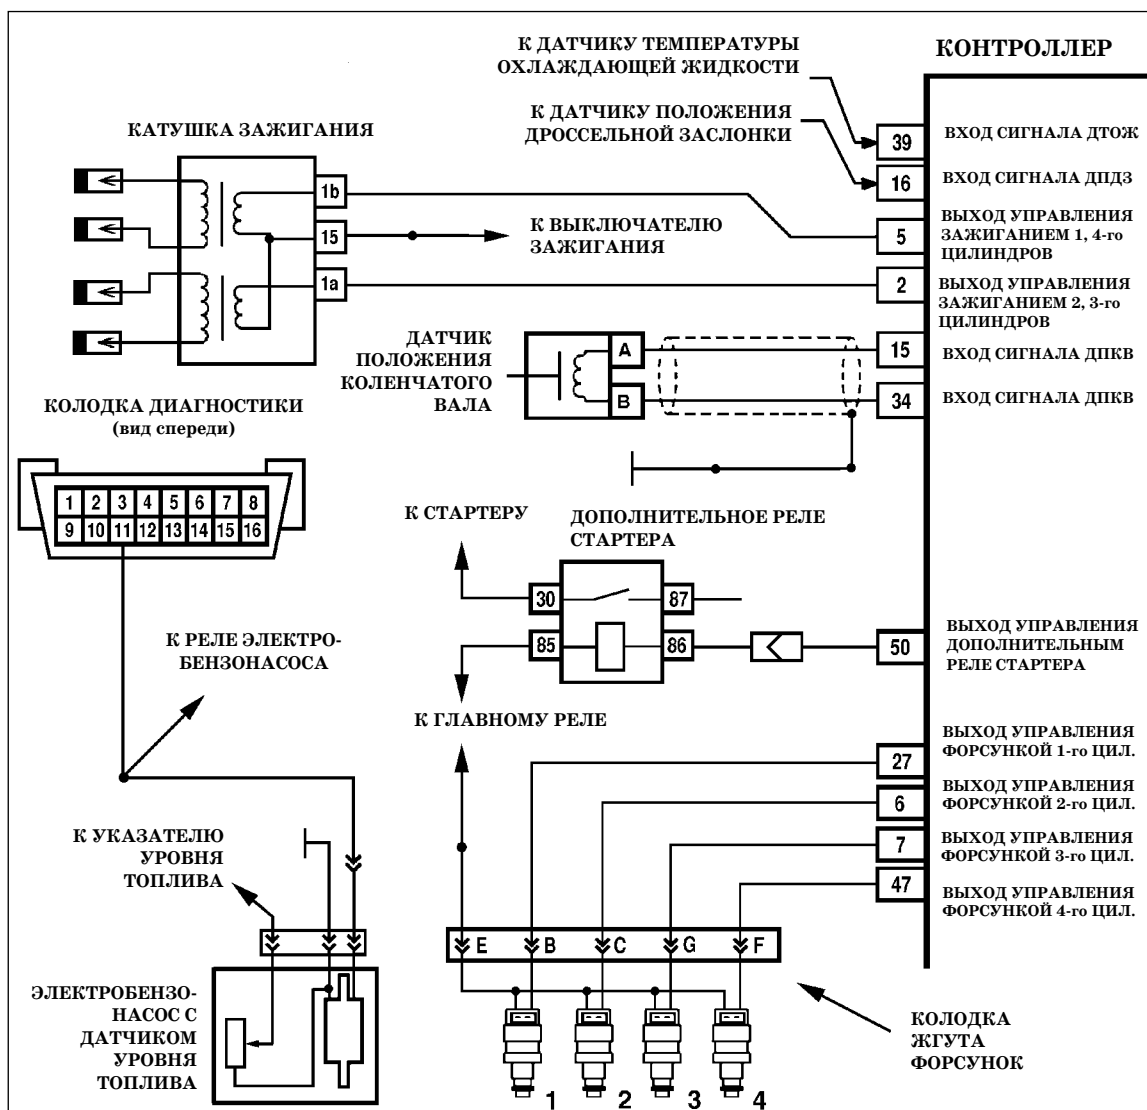 К ДАТЧИКУ ТЕМПЕРАТУРЫ
ОХЛАЖДАЮЩЕЙ ЖИДКОСТИ
КОНТРОЛЛЕР
К ДАТЧИКУ ПОЛОЖЕНИЯ
ДРОССЕЛЬНОЙ ЗАСЛОНКИ
39
ВХОД СИГНАЛА ДТОЖ
16
ВХОД СИГНАЛА ДПДЗ
КАТУШКА ЗАЖИГАНИЯ
1b
15
1a
К ВЫКЛЮЧАТЕЛЮ
ЗАЖИГАНИЯ
5
ВЫХОД УПРАВЛЕНИЯ
ЗАЖИГАНИЕМ 1, 4-го
ЦИЛИНДРОВ
2
ВЫХОД УПРАВЛЕНИЯ
ЗАЖИГАНИЕМ 2, 3-го
ЦИЛИНДРОВ
ДАТЧИК
ПОЛОЖЕНИЯ
КОЛЕНЧАТОГО
ВАЛА
A
B
15
ВХОД СИГНАЛА ДПКВ
34
ВХОД СИГНАЛА ДПКВ
КОЛОДКА ДИАГНОСТИКИ
(вид спереди)
1 2 3 4 5 6 7 8
9 10 11 12 13 14 15 16
К СТАРТЕРУ
ДОПОЛНИТЕЛЬНОЕ РЕЛЕ
СТАРТЕРА
30
87
85
86
50
ВЫХОД УПРАВЛЕНИЯ
ДОПОЛНИТЕЛЬНЫМ
РЕЛЕ СТАРТЕРА
К РЕЛЕ ЭЛЕКТРО-
БЕНЗОНАСОСА
К ГЛАВНОМУ РЕЛЕ
27
ВЫХОД УПРАВЛЕНИЯ
ФОРСУНКОЙ 1-го ЦИЛ.
6
ВЫХОД УПРАВЛЕНИЯ
ФОРСУНКОЙ 2-го ЦИЛ.
7
ВЫХОД УПРАВЛЕНИЯ
ФОРСУНКОЙ 3-го ЦИЛ.
47
ВЫХОД УПРАВЛЕНИЯ
ФОРСУНКОЙ 4-го ЦИЛ.
К УКАЗАТЕЛЮ
УРОВНЯ
ТОПЛИВА
E B C G F
ЭЛЕКТРОБЕНЗО-
НАСОС С
ДАТЧИКОМ
УРОВНЯ
ТОПЛИВА
КОЛОДКА
ЖГУТА
ФОРСУНОК
1 2 3 4